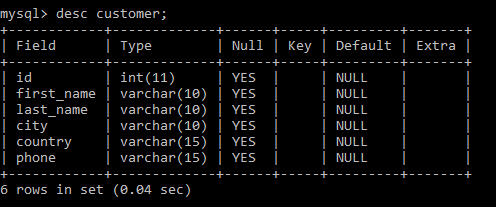 mysql> desc customer;
+------------+-------------+------+-----+---------+-------+
| Field      | Type        | Null | Key | Default | Extra |
+------------+-------------+------+-----+---------+-------+
| id         | int(11)     | YES  |     | NULL    |       |
| first_name | varchar(10) | YES  |     | NULL    |       |
| last_name  | varchar(10) | YES  |     | NULL    |       |
| city       | varchar(10) | YES  |     | NULL    |       |
| country    | varchar(15) | YES  |     | NULL    |       |
| phone      | varchar(15) | YES  |     | NULL    |       |
+------------+-------------+------+-----+---------+-------+
6 rows in set (0.04 sec)